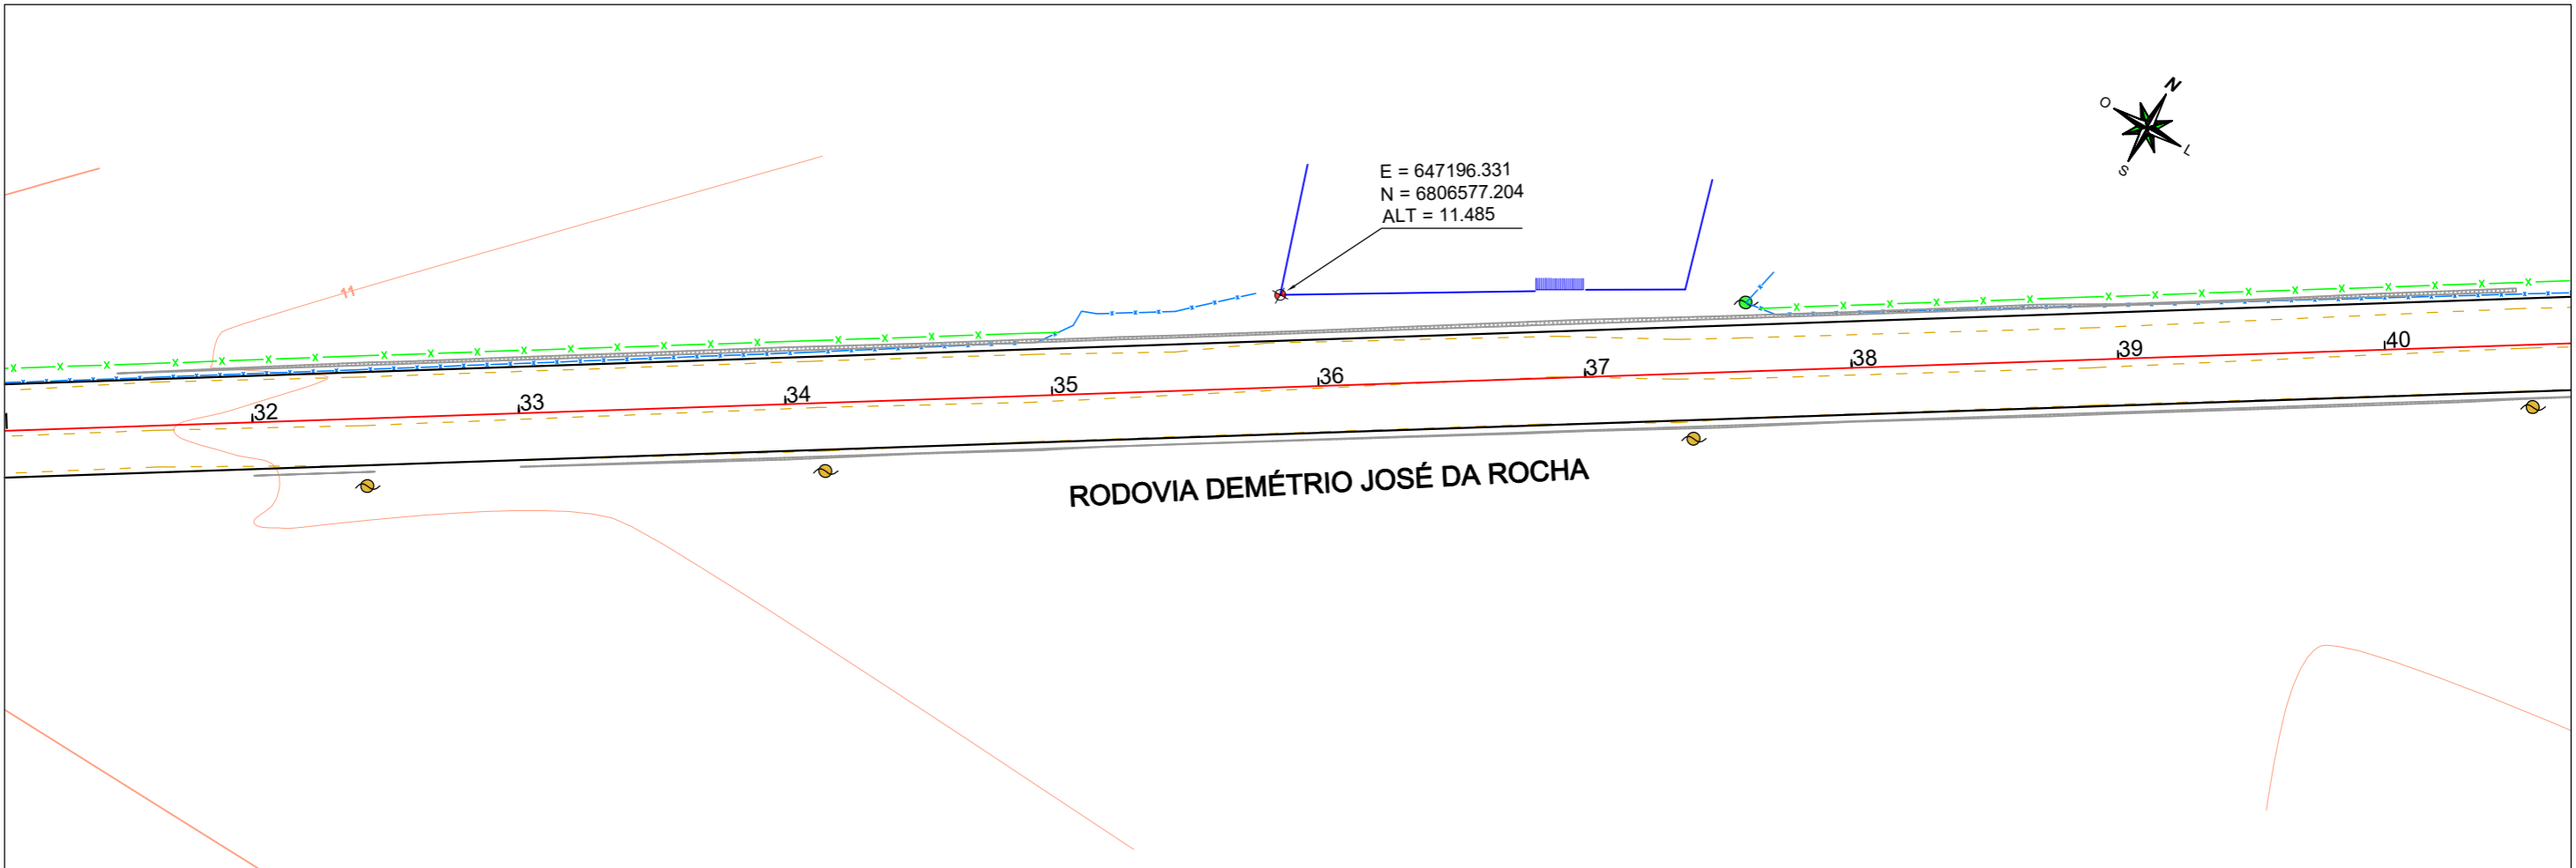 N
O
L
S
E = 647196.331
N = 6806577.204
ALT = 11.485
11
32
33
34
35
36
37
38
39
40
RODOVIA DEMÉTRIO JOSÉ DA ROCHA